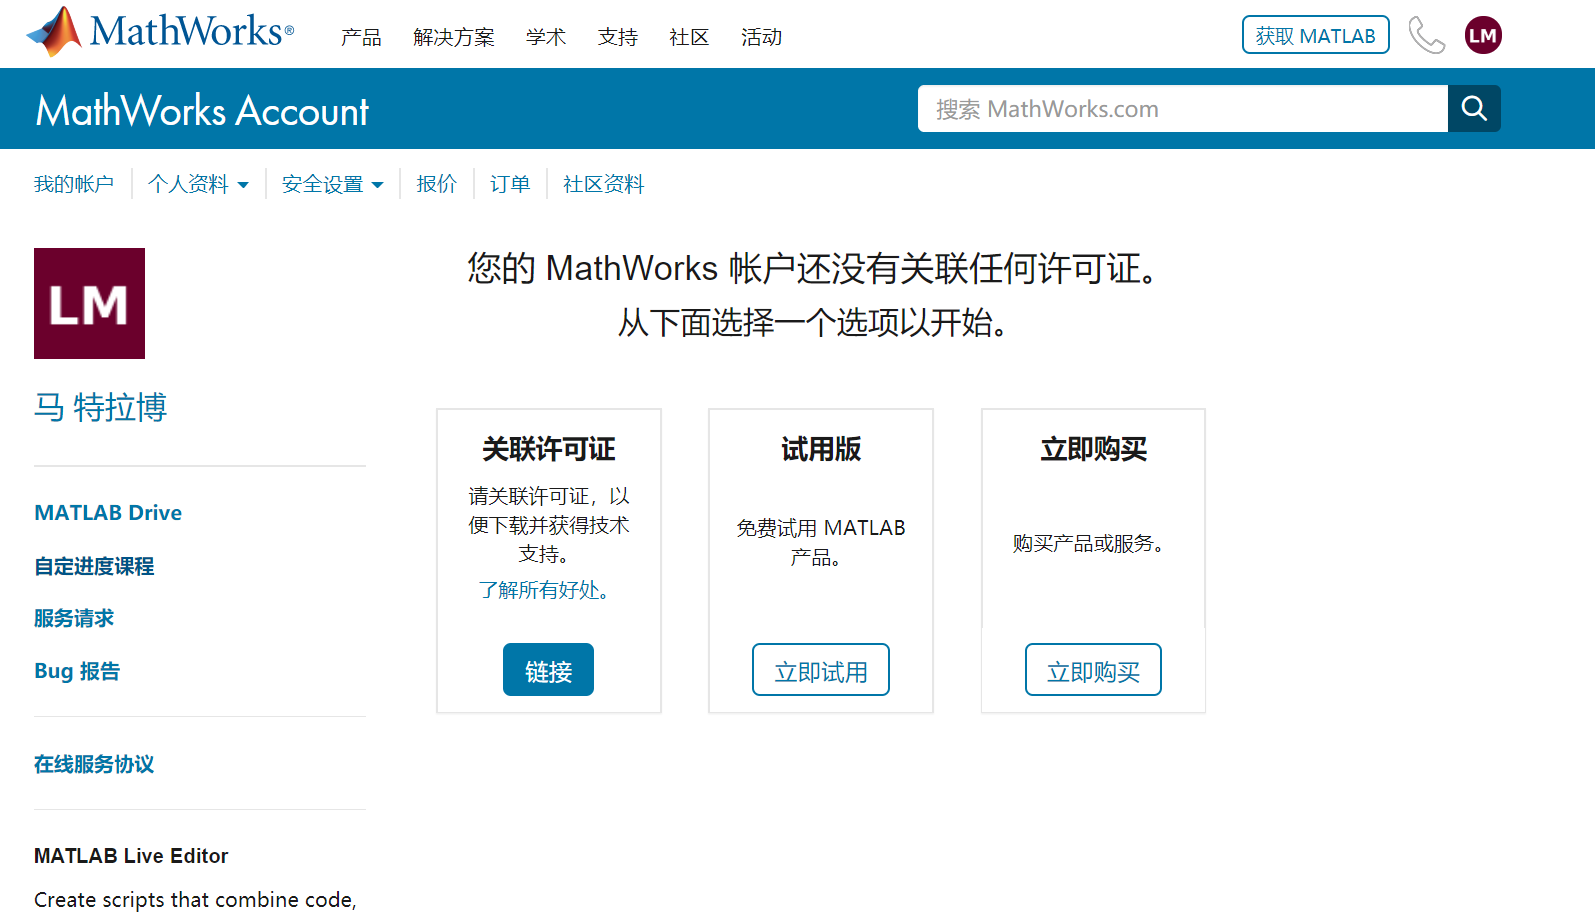 MathWorks®
产品 解决方案 学术 支持 社区 活动
获取 MATLAB
LM
MathWorks Account
搜索 MathWorks.com
我的帐户 个人资料 安全设置 报价 订单 社区资料
LM
马 特拉博
MATLAB Drive
自定进度课程
服务请求
Bug 报告
在线服务协议
MATLAB Live Editor
Create scripts that combine code,
您的 MathWorks 帐户还没有关联任何许可证。
从下面选择一个选项以开始。
关联许可证
请关联许可证，以
便下载并获得技术
支持。
了解所有好处。
链接
试用版
免费试用 MATLAB
产品。
立即试用
立即购买
购买产品或服务。
立即购买